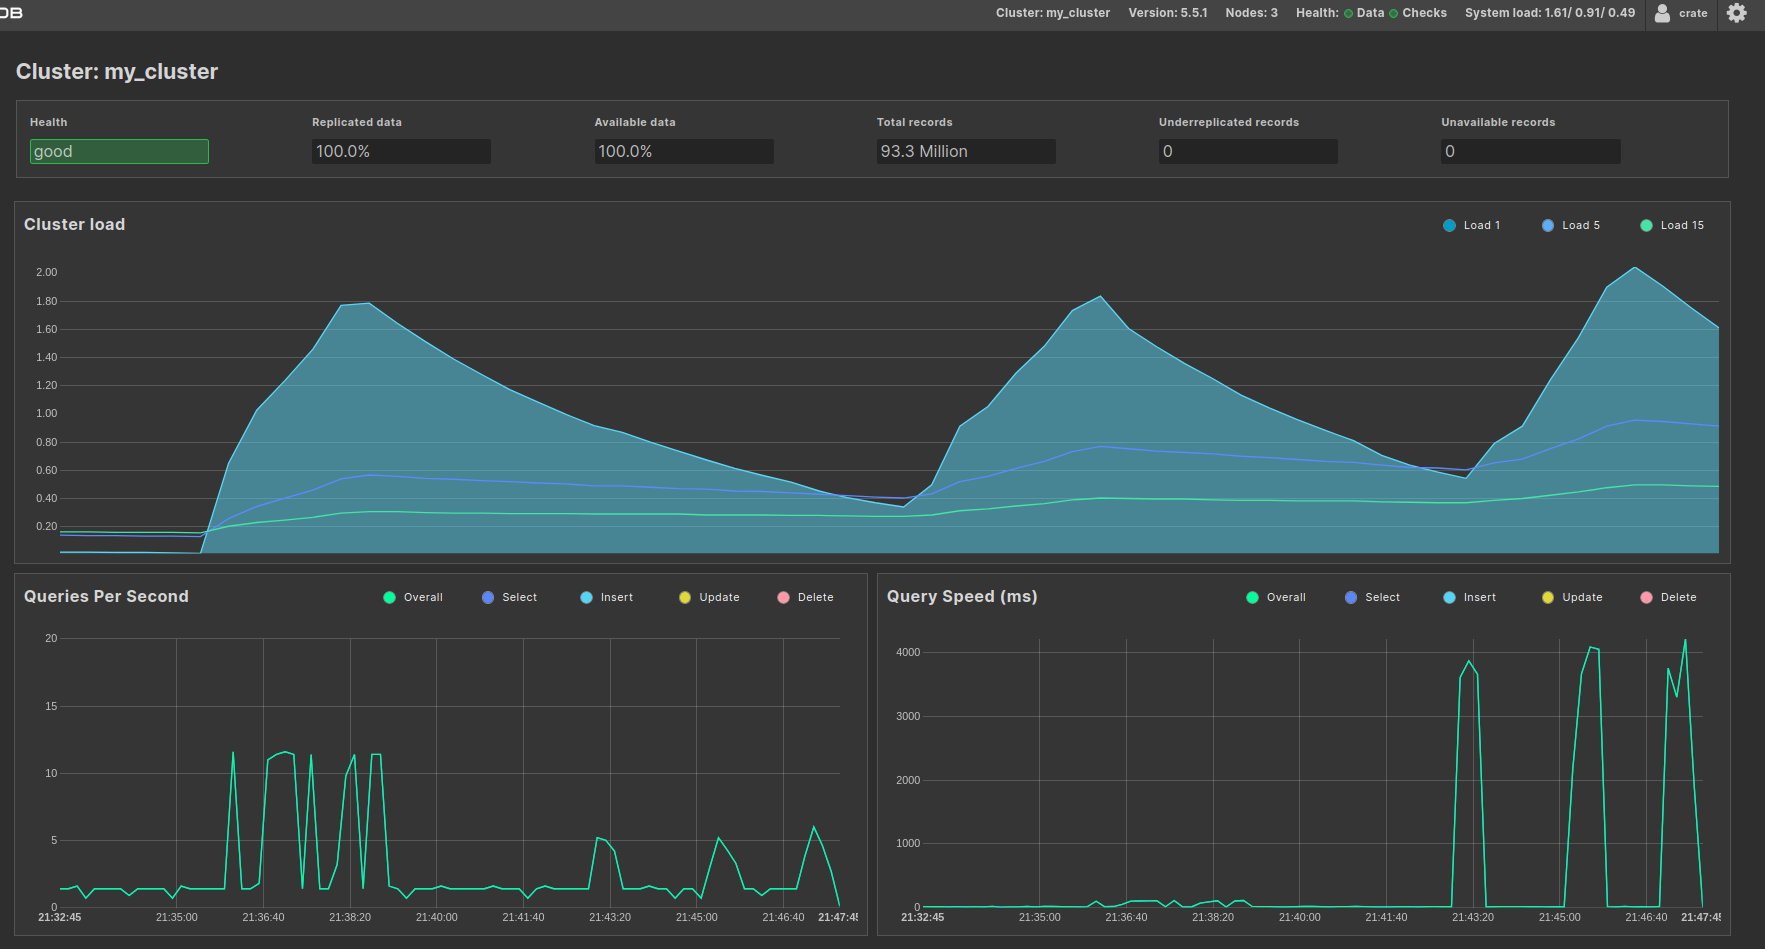 DB Cluster: my_cluster Version: 5.5.1 Nodes: 3 Health: Data Checks System load: 1.61/ 0.91/ 0.49 crate
Cluster: my_cluster
Health Replicated data Available data Total records Underreplicated records Unavailable records
good 100.0% 100.0% 93.3 Million 0 0
Cluster load Load 1 Load 5 Load 15
2.00
1.80
1.60
1.40
1.20
1.00
0.80
0.60
0.40
0.20
Queries Per Second Overall Select Insert Update Delete
20
15
10
5
0
21:32:45 21:35:00 21:36:40 21:38:20 21:40:00 21:41:40 21:43:20 21:45:00 21:46:40 21:47:45
Query Speed (ms) Overall Select Insert Update Delete
4000
3000
2000
1000
0
21:32:45 21:35:00 21:36:40 21:38:20 21:40:00 21:41:40 21:43:20 21:45:00 21:46:40 21:47:45